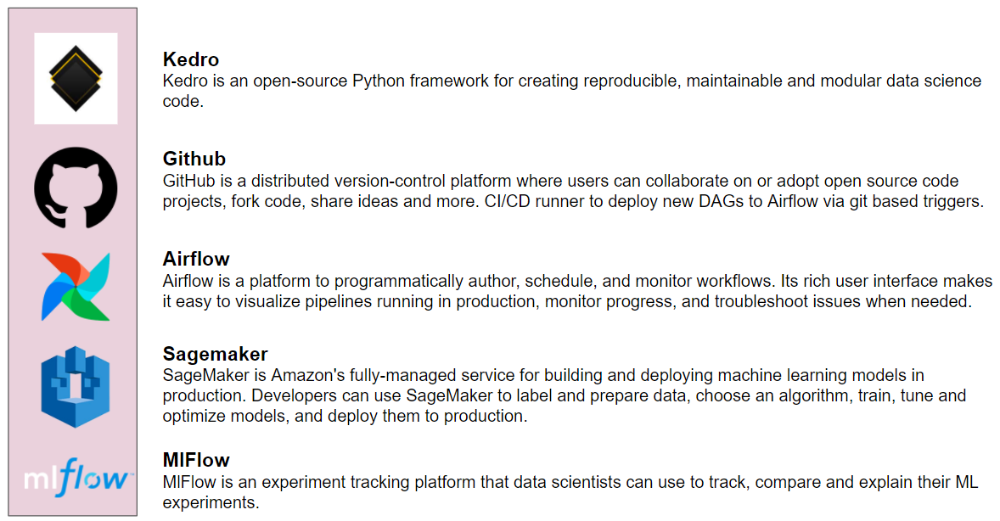 Kedro
Kedro is an open-source Python framework for creating reproducible, maintainable and modular data science
code.
Github
GitHub is a distributed version-control platform where users can collaborate on or adopt open source code
projects, fork code, share ideas and more. CI/CD runner to deploy new DAGs to Airflow via git based triggers.
Airflow
Airflow is a platform to programmatically author, schedule, and monitor workflows. Its rich user interface makes
it easy to visualize pipelines running in production, monitor progress, and troubleshoot issues when needed.
Sagemaker
SageMaker is Amazon's fully-managed service for building and deploying machine learning models in
production. Developers can use SageMaker to label and prepare data, choose an algorithm, train, tune and
optimize models, and deploy them to production.
mlflow™
MlFlow
MlFlow is an experiment tracking platform that data scientists can use to track, compare and explain their ML
experiments.